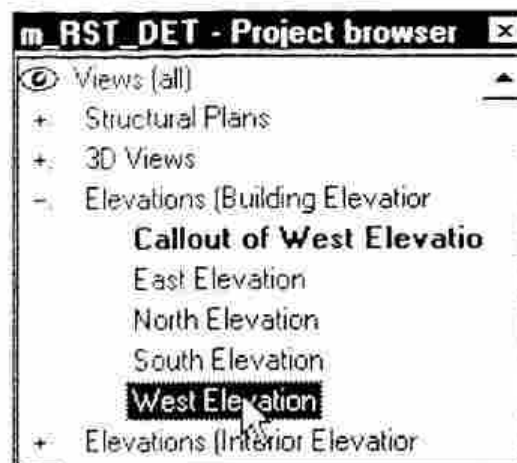 m_RST_DET - Project browser
Views (all)
Structural Plans
3D Views
Elevations (Building Elevatior
Callout of West Elevatio
East Elevation
North Elevation
South Elevation
West Elevation
Elevations (Interior Elevatior